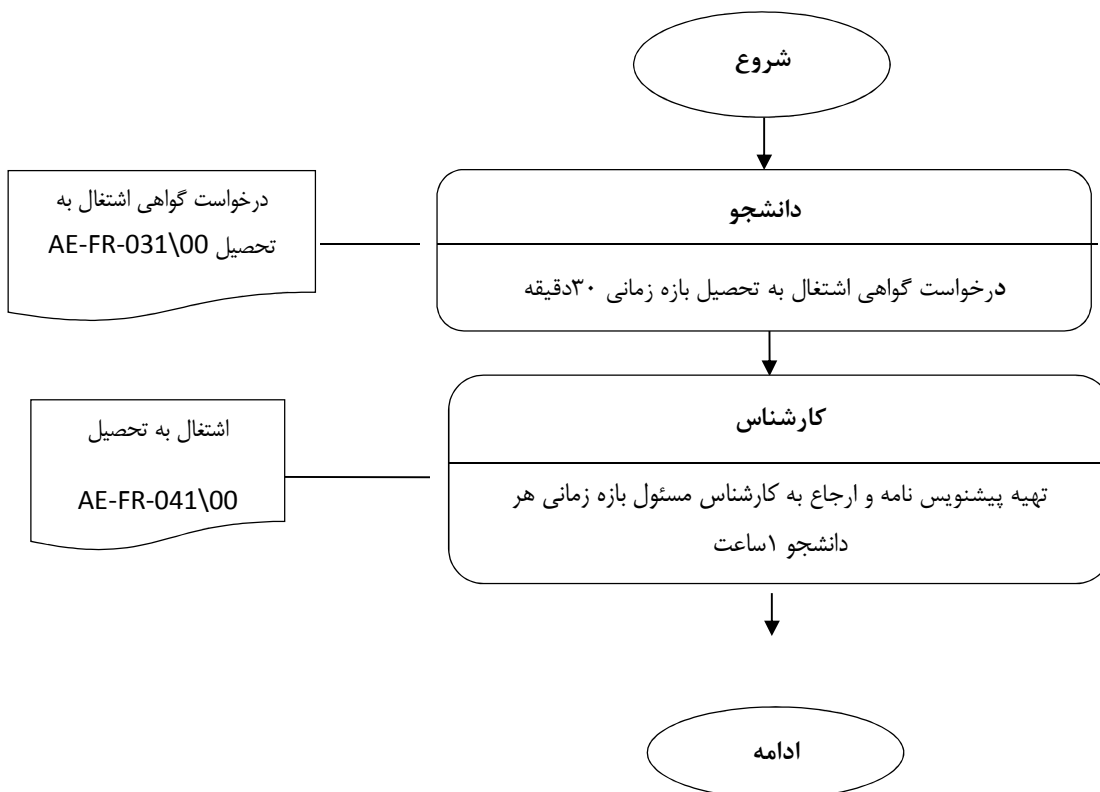 شروع
دانشجو
درخواست گواهی اشتغال به تحصیل بازه زمانی ۳۰دقیقه
درخواست گواهی اشتغال به
تحصیل AE-FR-031\00
کارشناس
تهیه پیشنویس نامه و ارجاع به کارشناس مسئول بازه زمانی هر
دانشجو ۱ساعت
اشتغال به تحصیل
AE-FR-041\00
ادامه